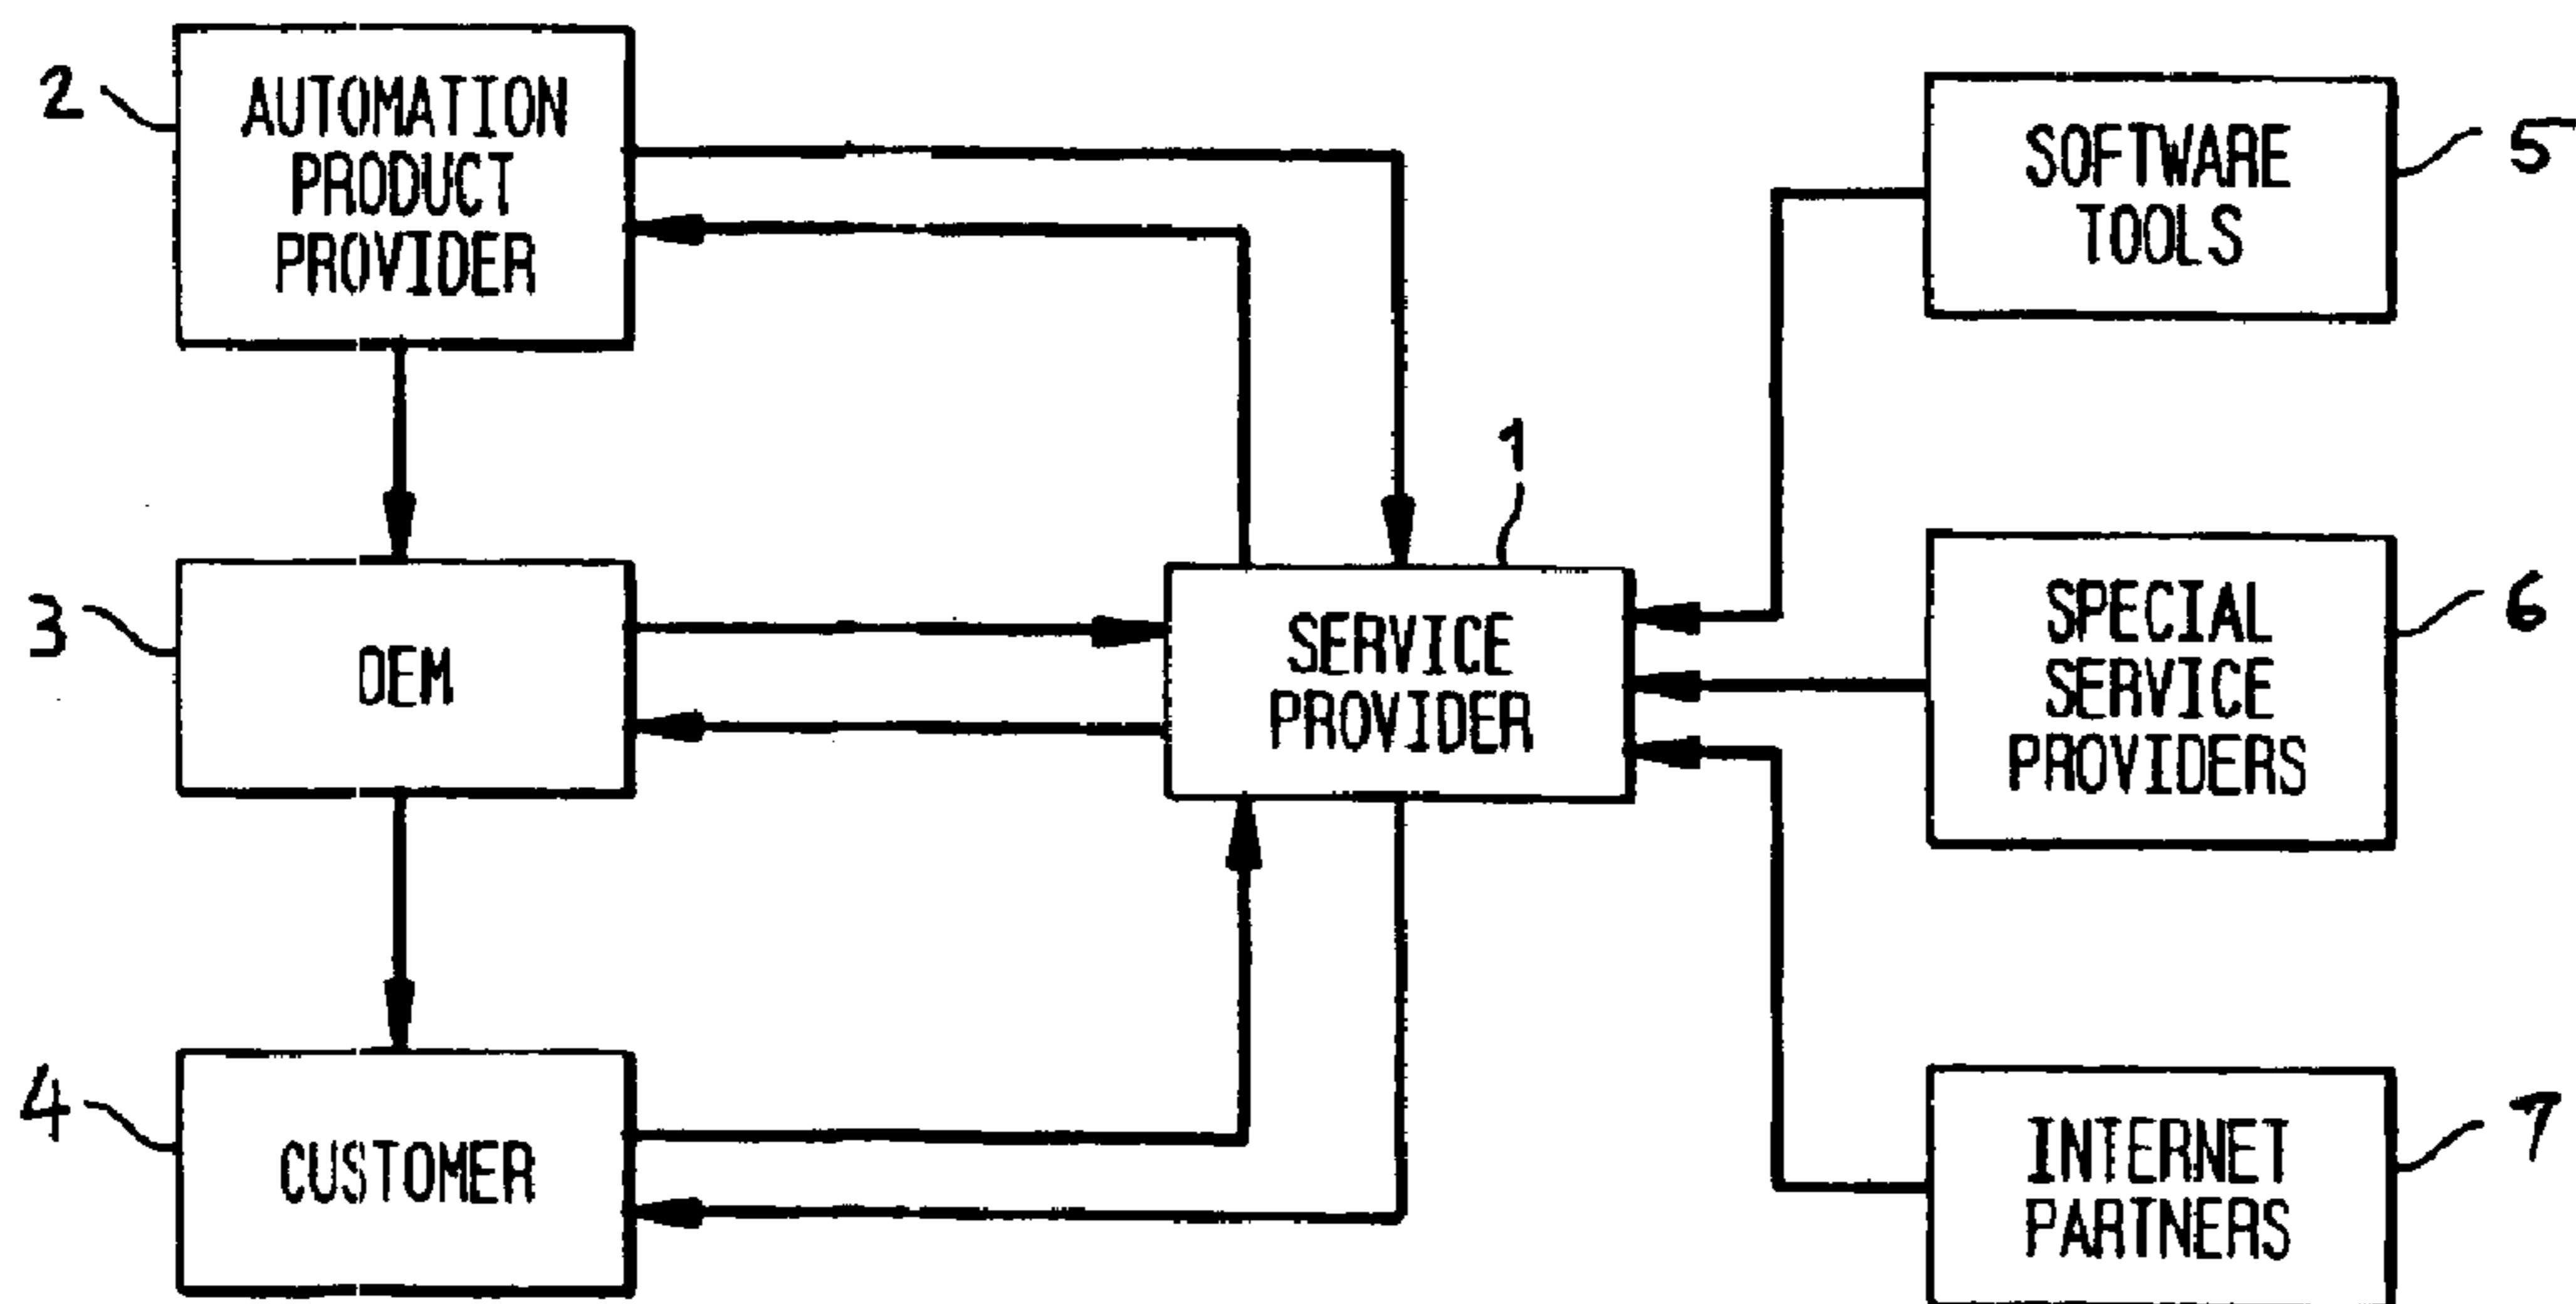 2
AUTOMATION
PRODUCT
PROVIDER
SOFTWARE
TOOLS
5
1
3
OEM
SERVICE
PROVIDER
SPECIAL
SERVICE
PROVIDERS
6
4
CUSTOMER
INTERNET
PARTNERS
7